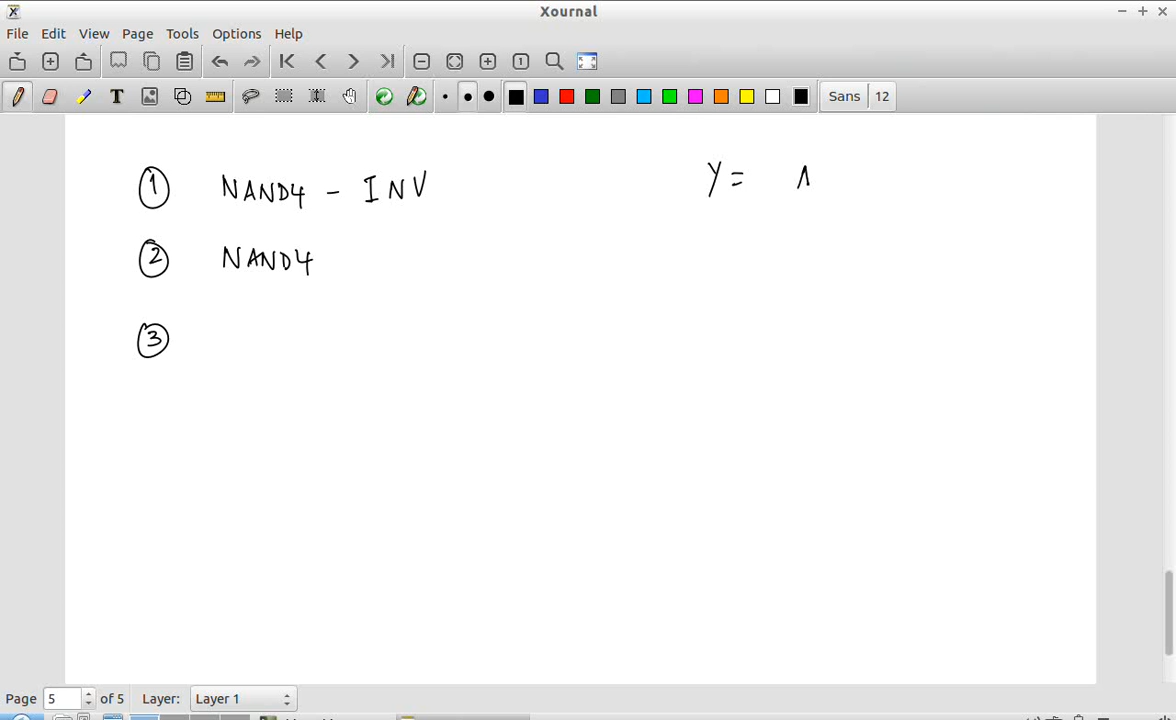 Xournal
File Edit View Page Tools Options Help
Sans 12
① NAND4 - INV
Y =
② NAND4
③
Page 5 of 5 Layer: Layer 1